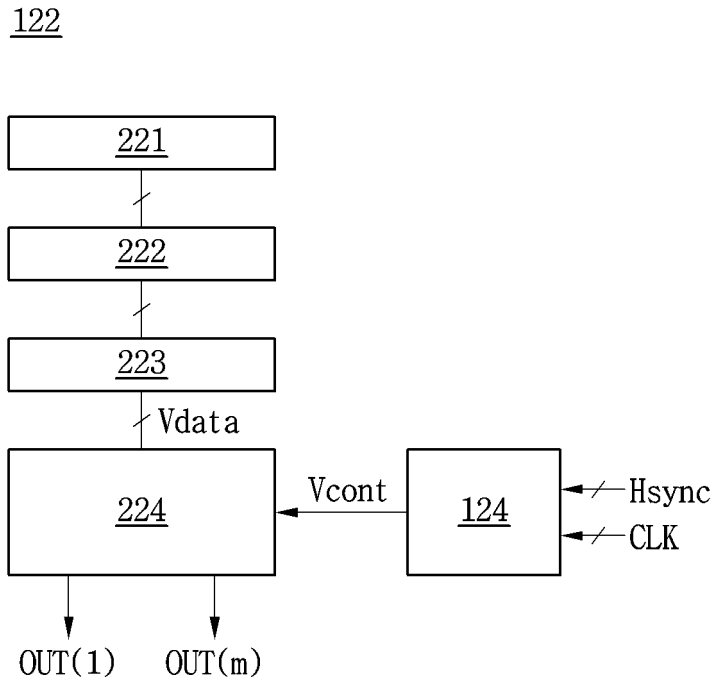 122
221
222
223
Vdata
224
Vcont
124
Hsync
CLK
OUT(1)
OUT(m)